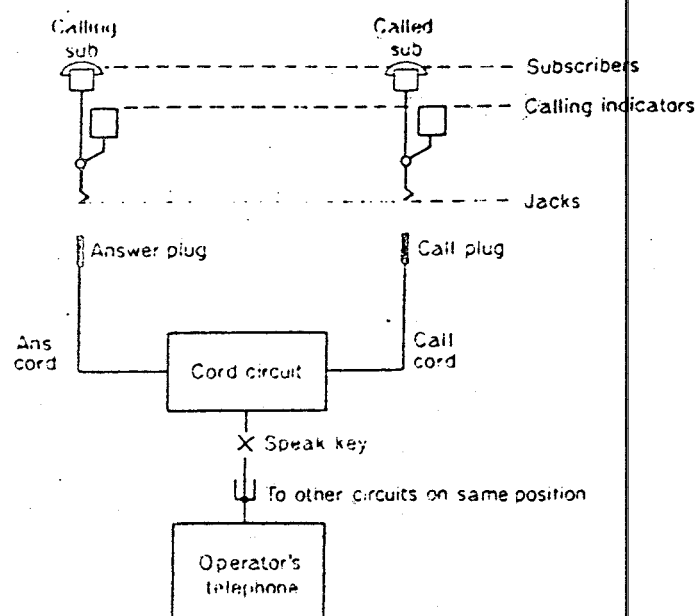 Calling
sub
Called
sub
Subscribers
Calling indicators
Jacks
Answer plug
Call plug
Ans
cord
Cord circuit
Call
cord
Speak key
To other circuits on same position
Operator's
telephone